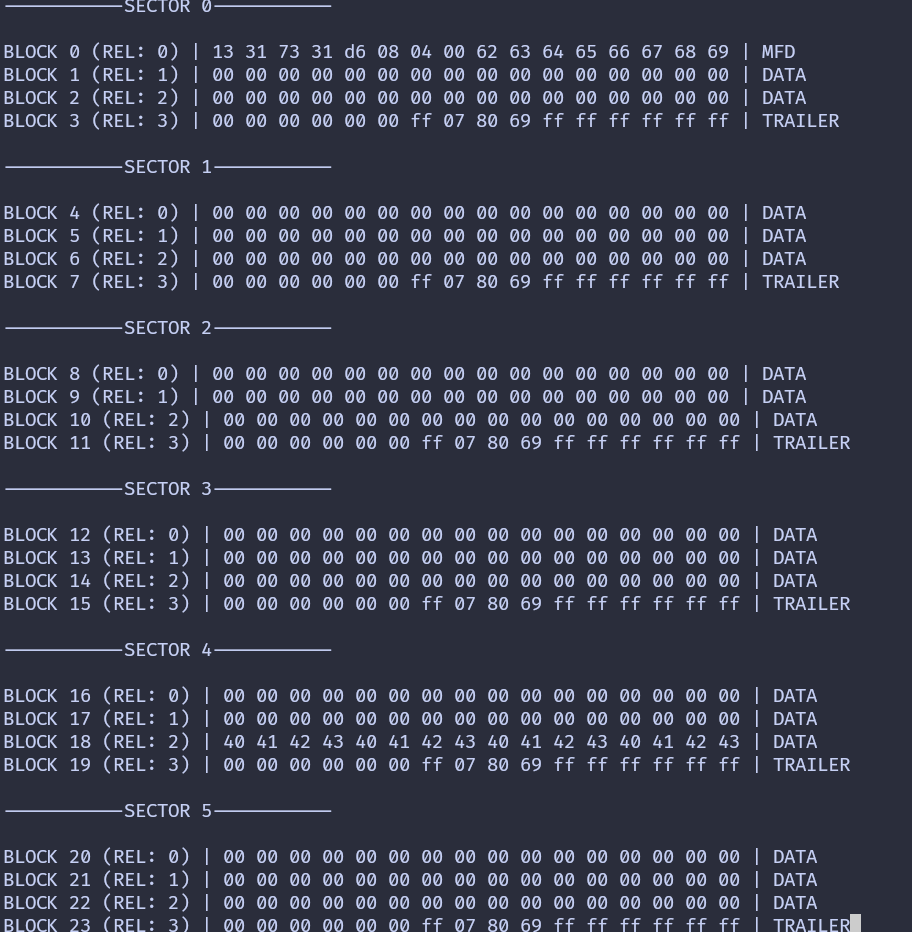 ───────────SECTOR 0───────────
BLOCK 0 (REL: 0) | 13 31 73 31 d6 08 04 00 62 63 64 65 66 67 68 69 | MFD
BLOCK 1 (REL: 1) | 00 00 00 00 00 00 00 00 00 00 00 00 00 00 00 00 | DATA
BLOCK 2 (REL: 2) | 00 00 00 00 00 00 00 00 00 00 00 00 00 00 00 00 | DATA
BLOCK 3 (REL: 3) | 00 00 00 00 00 00 ff 07 80 69 ff ff ff ff ff ff | TRAILER
───────────SECTOR 1───────────
BLOCK 4 (REL: 0) | 00 00 00 00 00 00 00 00 00 00 00 00 00 00 00 00 | DATA
BLOCK 5 (REL: 1) | 00 00 00 00 00 00 00 00 00 00 00 00 00 00 00 00 | DATA
BLOCK 6 (REL: 2) | 00 00 00 00 00 00 00 00 00 00 00 00 00 00 00 00 | DATA
BLOCK 7 (REL: 3) | 00 00 00 00 00 00 ff 07 80 69 ff ff ff ff ff ff | TRAILER
───────────SECTOR 2───────────
BLOCK 8 (REL: 0) | 00 00 00 00 00 00 00 00 00 00 00 00 00 00 00 00 | DATA
BLOCK 9 (REL: 1) | 00 00 00 00 00 00 00 00 00 00 00 00 00 00 00 00 | DATA
BLOCK 10 (REL: 2) | 00 00 00 00 00 00 00 00 00 00 00 00 00 00 00 00 | DATA
BLOCK 11 (REL: 3) | 00 00 00 00 00 00 ff 07 80 69 ff ff ff ff ff ff | TRAILER
───────────SECTOR 3───────────
BLOCK 12 (REL: 0) | 00 00 00 00 00 00 00 00 00 00 00 00 00 00 00 00 | DATA
BLOCK 13 (REL: 1) | 00 00 00 00 00 00 00 00 00 00 00 00 00 00 00 00 | DATA
BLOCK 14 (REL: 2) | 00 00 00 00 00 00 00 00 00 00 00 00 00 00 00 00 | DATA
BLOCK 15 (REL: 3) | 00 00 00 00 00 00 ff 07 80 69 ff ff ff ff ff ff | TRAILER
───────────SECTOR 4───────────
BLOCK 16 (REL: 0) | 00 00 00 00 00 00 00 00 00 00 00 00 00 00 00 00 | DATA
BLOCK 17 (REL: 1) | 00 00 00 00 00 00 00 00 00 00 00 00 00 00 00 00 | DATA
BLOCK 18 (REL: 2) | 40 41 42 43 40 41 42 43 40 41 42 43 40 41 42 43 | DATA
BLOCK 19 (REL: 3) | 00 00 00 00 00 00 ff 07 80 69 ff ff ff ff ff ff | TRAILER
───────────SECTOR 5───────────
BLOCK 20 (REL: 0) | 00 00 00 00 00 00 00 00 00 00 00 00 00 00 00 00 | DATA
BLOCK 21 (REL: 1) | 00 00 00 00 00 00 00 00 00 00 00 00 00 00 00 00 | DATA
BLOCK 22 (REL: 2) | 00 00 00 00 00 00 00 00 00 00 00 00 00 00 00 00 | DATA
BLOCK 23 (REL: 3) | 00 00 00 00 00 00 ff 07 80 69 ff ff ff ff ff ff | TRAILER